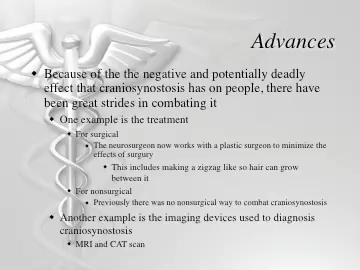 Advances
Because of the the negative and potentially deadly
effect that craniosynostosis has on people, there have
been great strides in combating it
One example is the treatment
For surgical
The neurosurgeon now works with a plastic surgeon to minimize the
effects of surgury
This includes making a zigzag like so hair can grow
between it
For nonsurgical
Previously there was no nonsurgical way to combat craniosynostosis
Another example is the imaging devices used to diagnosis
craniosynostosis
MRI and CAT scan